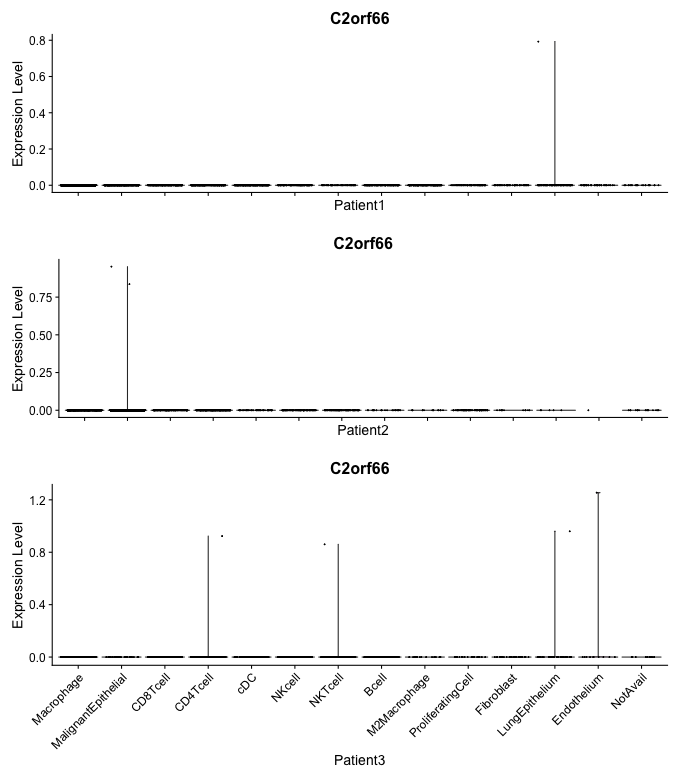 C2orf66
Expression Level
0.8
0.6
0.4
0.2
0.0
Patient1
C2orf66
Expression Level
0.75
0.50
0.25
0.00
Patient2
C2orf66
Expression Level
1.2
0.8
0.4
0.0
Macrophage
MalignantEpithelial
CD8Tcell
CD4Tcell
cDC
NKcell
NKTcell
Bcell
M2Macrophage
ProliferatingCell
Fibroblast
LungEpithelium
Endothelium
NotAvail
Patient3